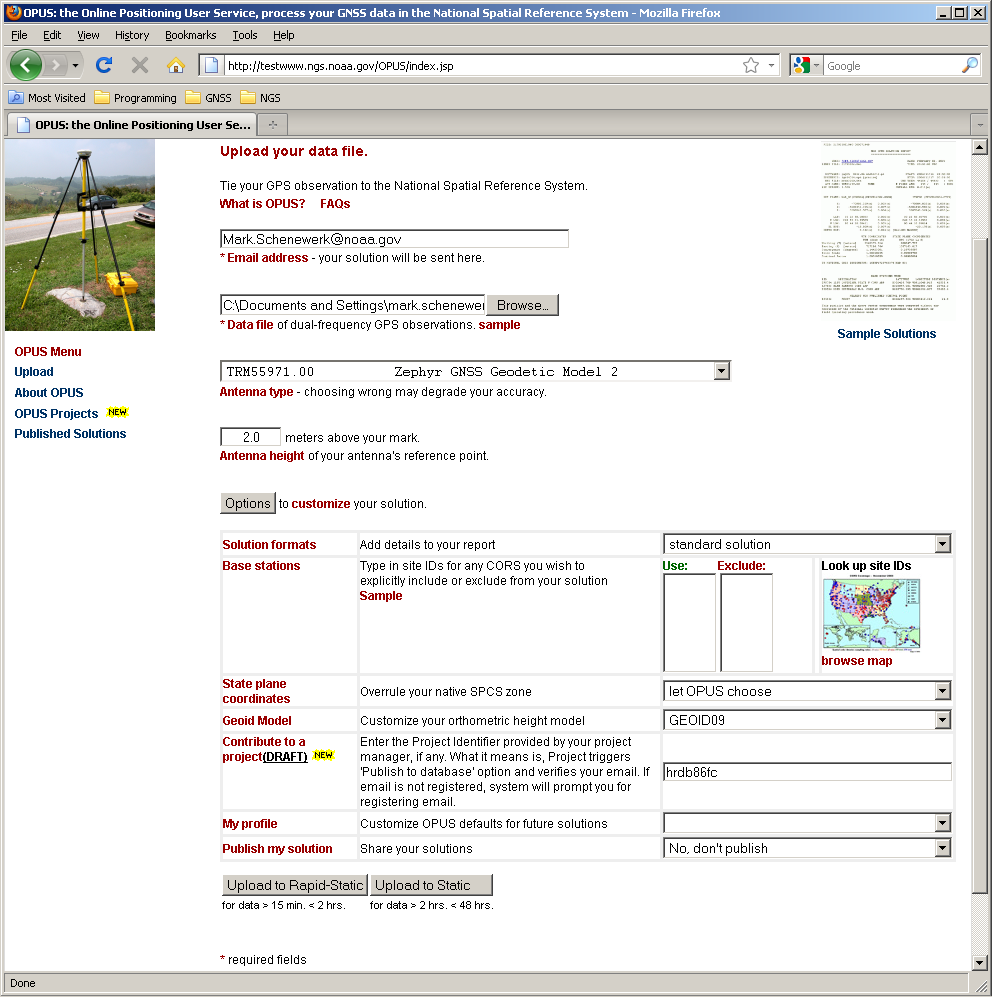 OPUS: the Online Positioning User Service, process your GNSS data in the National Spatial Reference System - Mozilla Firefox
File Edit View History Bookmarks Tools Help
http://testwww.ngs.noaa.gov/OPUS/index.jsp
Google
Most Visited Programming GNSS NGS
OPUS: the Online Positioning User Se...
Upload your data file.
Tie your GPS observation to the National Spatial Reference System.
What is OPUS? FAQs
Mark.Schenewerk@noaa.gov
* Email address - your solution will be sent here.
C:\Documents and Settings\mark.schenewei Browse...
* Data file of dual-frequency GPS observations. sample
Sample Solutions
OPUS Menu
Upload
About OPUS
OPUS Projects NEW
Published Solutions
TRM55971.00 Zephyr GNSS Geodetic Model 2
Antenna type - choosing wrong may degrade your accuracy.
2.0 meters above your mark.
Antenna height of your antenna's reference point.
Options to customize your solution.
Solution formats Add details to your report standard solution
Base stations Type in site IDs for any CORS you wish to
explicitly include or exclude from your solution
Sample
Use: Exclude: Look up site IDs
browse map
State plane
coordinates
Overrule your native SPCS zone let OPUS choose
Geoid Model Customize your orthometric height model GEOID09
Contribute to a
project(DRAFT) NEW
Enter the Project Identifier provided by your project
manager, if any. What it means is, Project triggers
'Publish to database' option and verifies your email. If
email is not registered, system will prompt you for
registering email.
hrdb86fc
My profile Customize OPUS defaults for future solutions
Publish my solution Share your solutions No, don't publish
Upload to Rapid-Static Upload to Static
for data > 15 min. < 2 hrs. for data > 2 hrs. < 48 hrs.
* required fields
Done